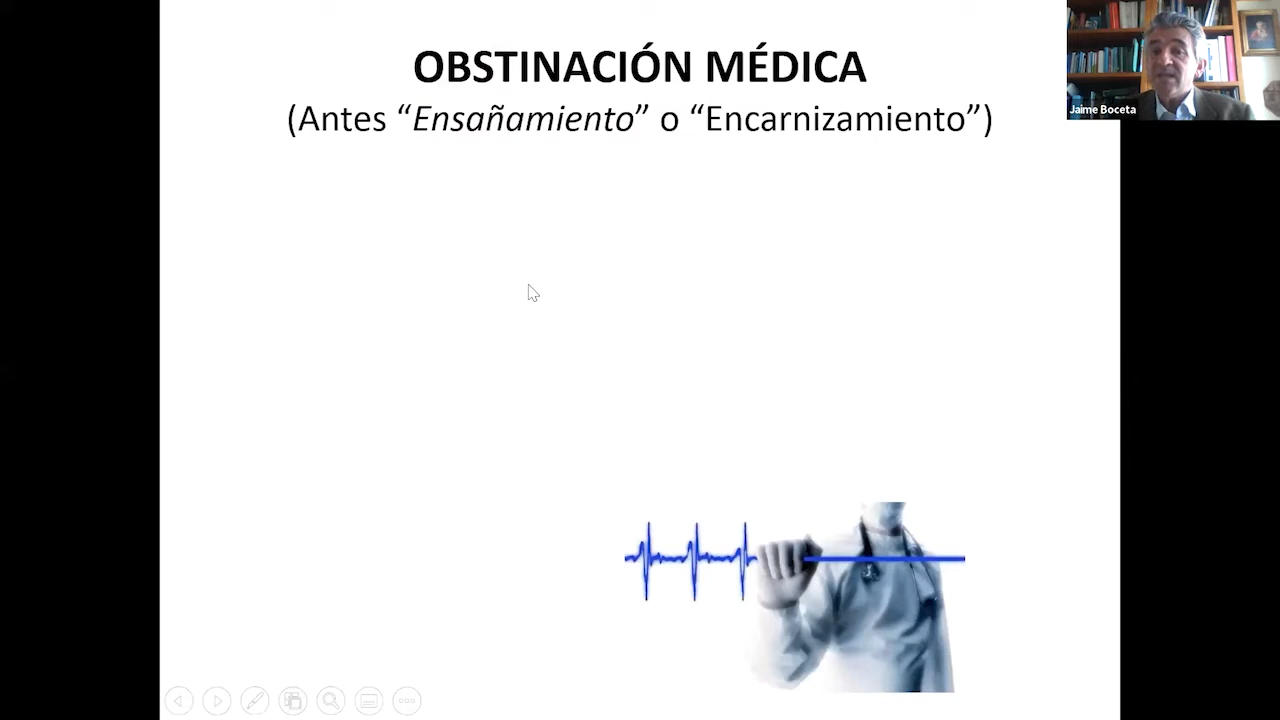 OBSTINACIÓN MÉDICA
(Antes “Ensañamiento” o “Encarnizamiento”)
Jaime Boceta